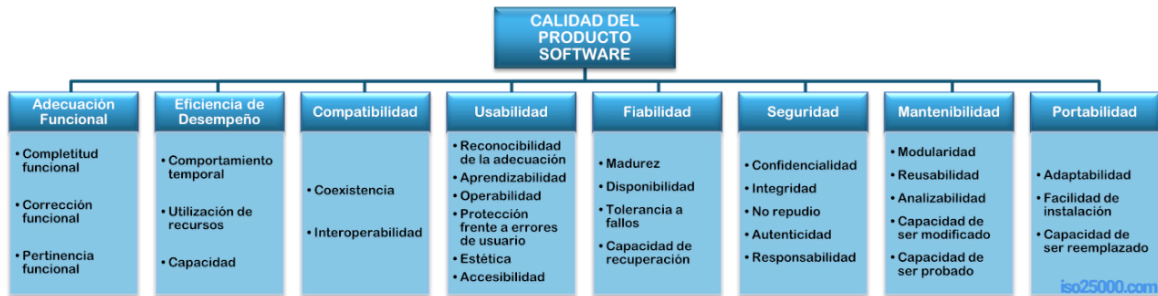 CALIDAD DEL
PRODUCTO
SOFTWARE
Adecuación
Funcional
• Completitud
funcional
• Corrección
funcional
• Pertinencia
funcional
Eficiencia de
Desempeño
• Comportamiento
temporal
• Utilización de
recursos
• Capacidad
Compatibilidad
• Coexistencia
• Interoperabilidad
Usabilidad
• Reconocibilidad
de la adecuación
• Aprendizabilidad
• Operabilidad
• Protección
frente a errores
de usuario
• Estética
• Accesibilidad
Fiabilidad
• Madurez
• Disponibilidad
• Tolerancia a
fallos
• Capacidad de
recuperación
Seguridad
• Confidencialidad
• Integridad
• No repudio
• Autenticidad
• Responsabilidad
Mantenibilidad
• Modularidad
• Reusabilidad
• Analizabilidad
• Capacidad de
ser modificado
• Capacidad de
ser probado
Portabilidad
• Adaptabilidad
• Facilidad de
instalación
• Capacidad de
ser reemplazado
iso25000.com